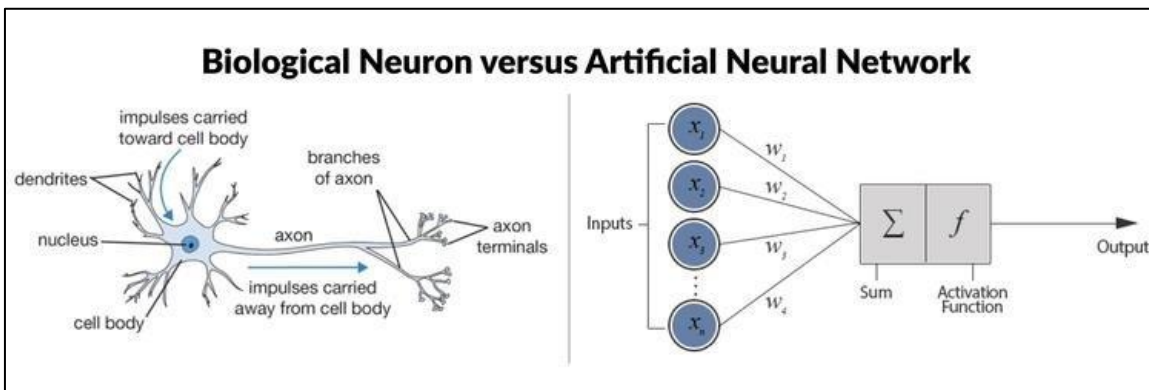 Biological Neuron versus Artificial Neural Network
impulses carried
toward cell body
dendrites
nucleus
cell body
axon
impulses carried
away from cell body
branches
of axon
axon
terminals
Inputs
x₁
x₂
x₃
xₙ
w₁
w₂
w₃
w₄
Σ
f
Sum
Activation
Function
Output